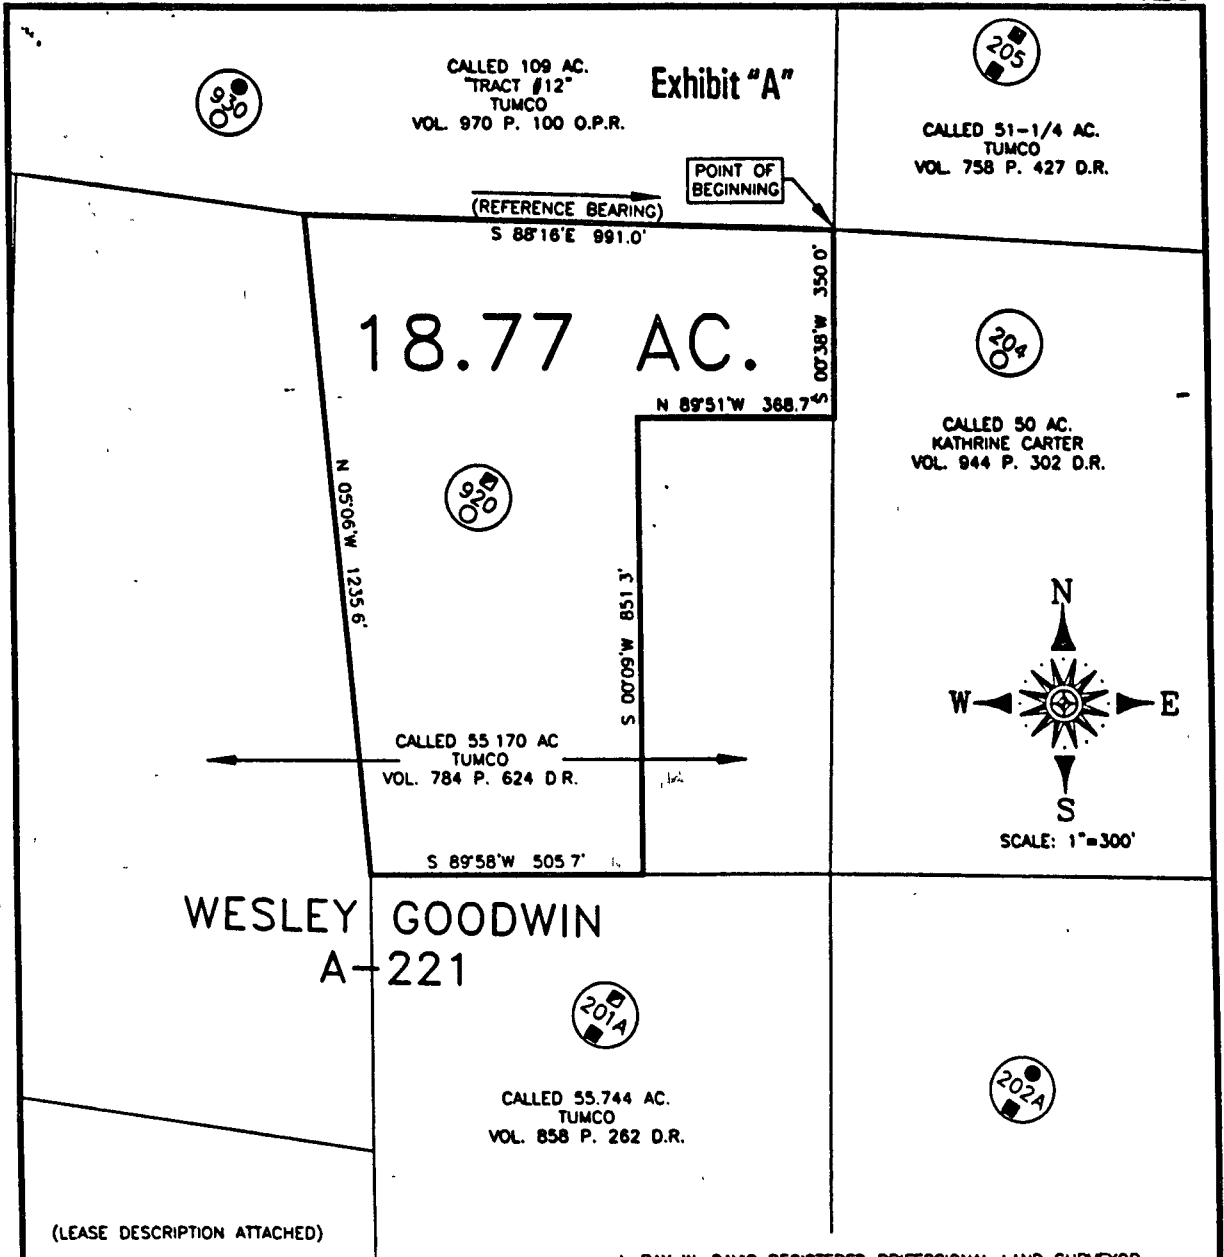 CALLED 109 AC.
"TRACT #12"
TUMCO
VOL. 970 P. 100 O.P.R.
Exhibit "A"
930
205
CALLED 51-1/4 AC.
TUMCO
VOL. 758 P. 427 D.R.
POINT OF
BEGINNING
(REFERENCE BEARING)
S 88°16'E 991.0'
S 00°38'W 350 0'
18.77 AC.
204
N 89°51'W 368.7'
CALLED 50 AC.
KATHRINE CARTER
VOL. 944 P. 302 D.R.
920
N 05°06'W 1235 6'
S 00°09'W 851 3'
N
W
E
S
SCALE: 1"=300'
CALLED 55 170 AC
TUMCO
VOL. 784 P. 624 D R.
S 89°58'W 505 7'
WESLEY GOODWIN
A-221
201A
202A
CALLED 55.744 AC.
TUMCO
VOL. 858 P. 262 D.R.
(LEASE DESCRIPTION ATTACHED)